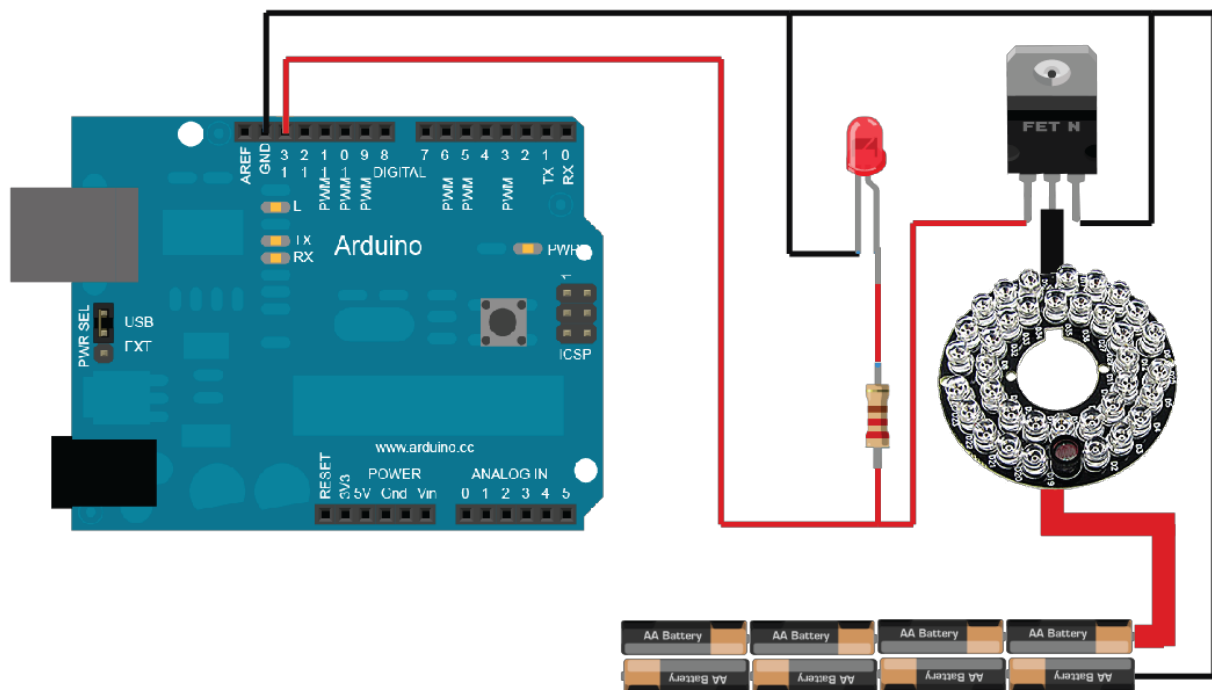 AREF
GND
13
12
PWM 11
PWM 10
PWM 9
8
DIGITAL
7
PWM 6
PWM 5
4
PWM 3
2
TX 1
RX 0
L
TX
RX
Arduino
PWR
1
ICSP
PWR SEL
USB
EXT
www.arduino.cc
POWER
ANALOG IN
RESET
3V3
5V Gnd Vin
0 1 2 3 4 5
FET N
AA Battery AA Battery AA Battery AA Battery
AA Battery AA Battery AA Battery AA Battery